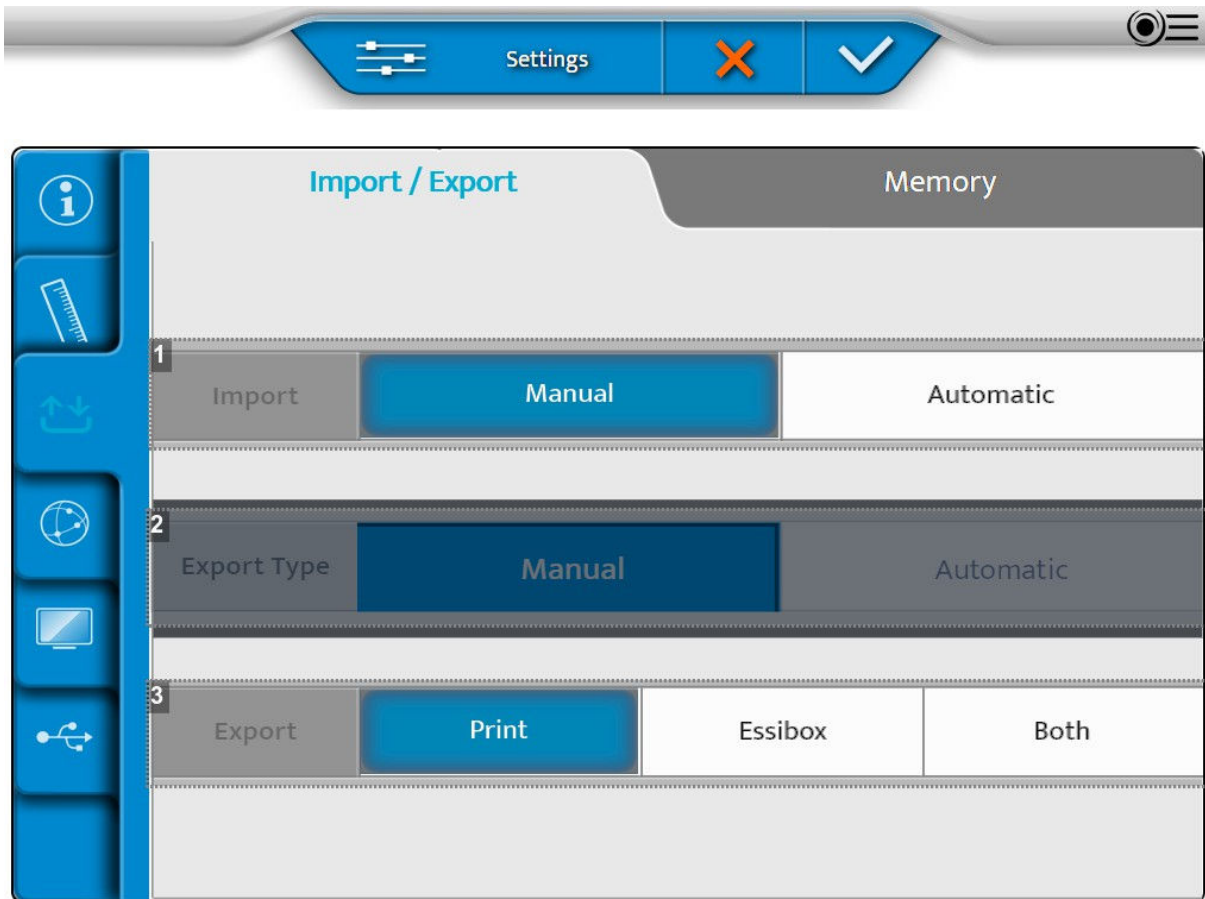 Settings
Import / Export
Memory
1
Import
Manual
Automatic
2
Export Type
Manual
Automatic
3
Export
Print
Essibox
Both